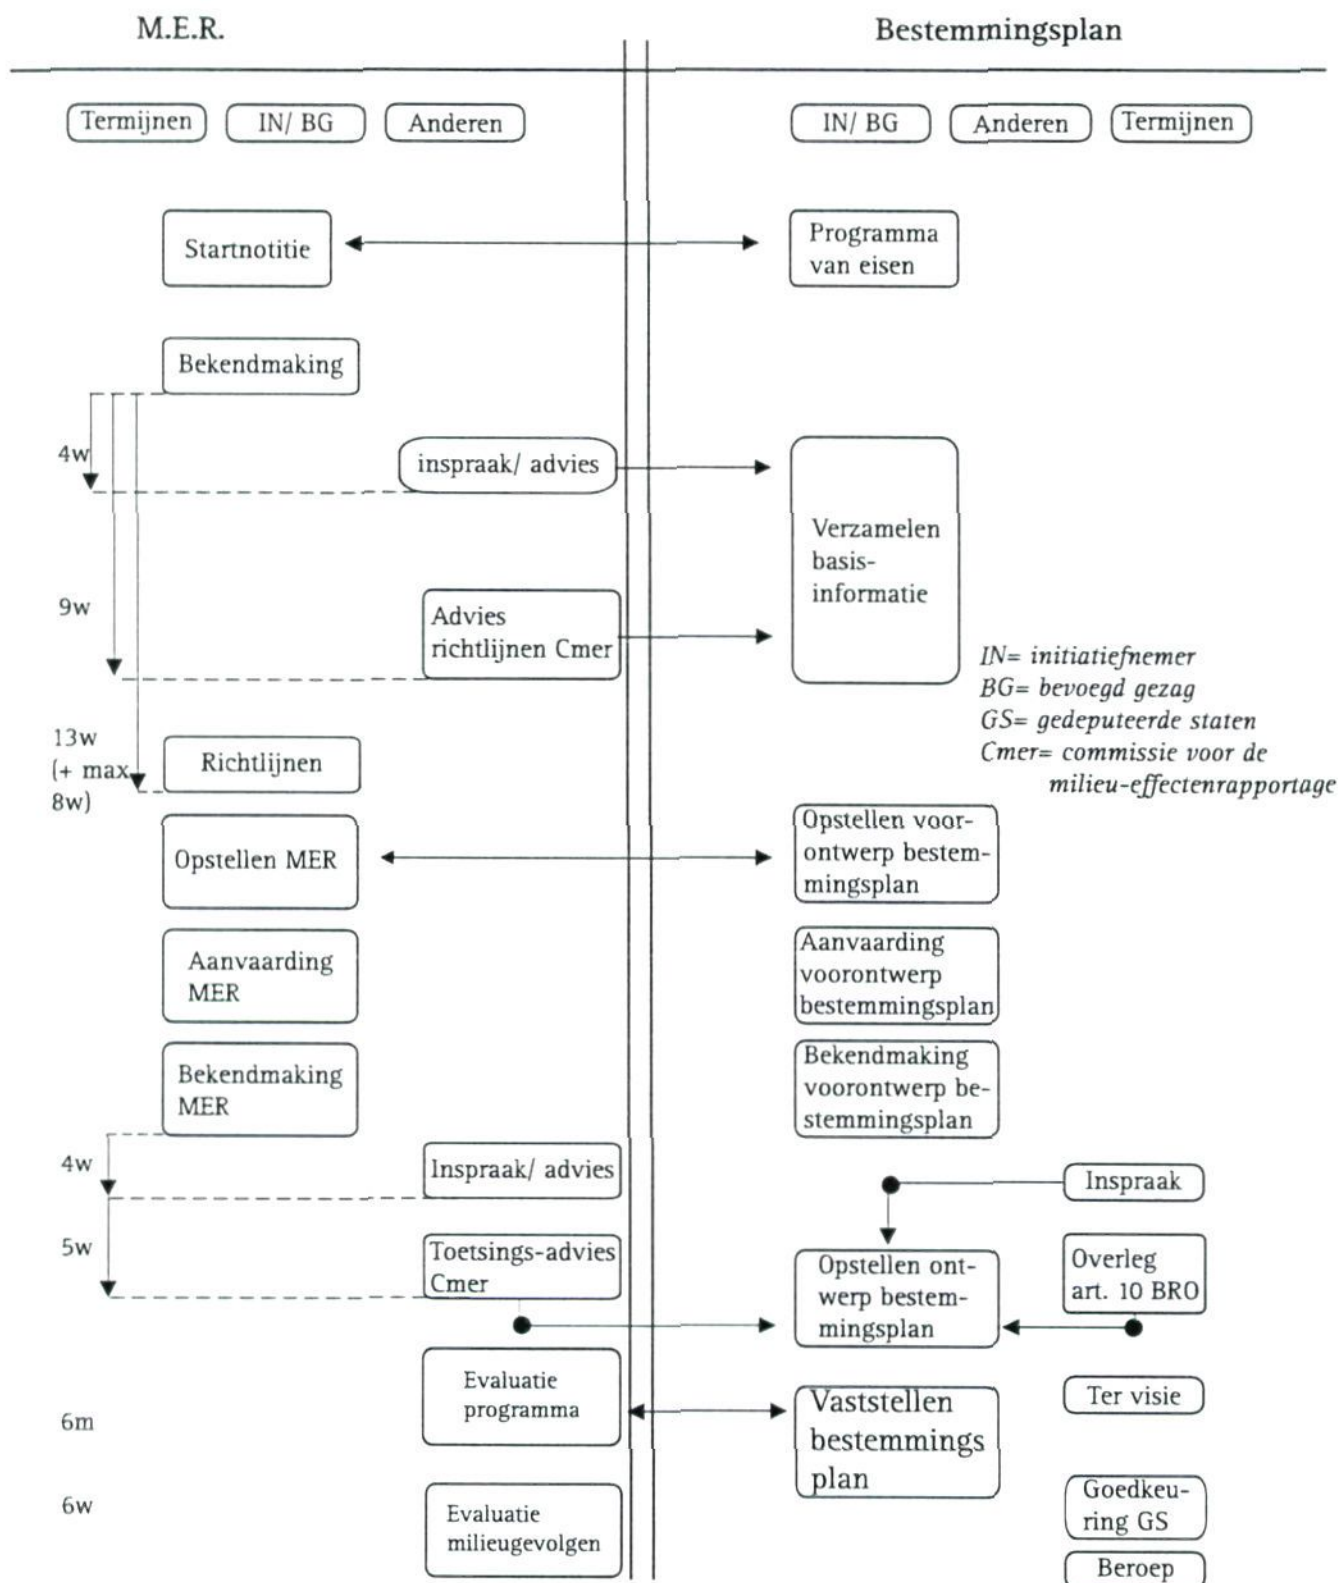 M.E.R.
Bestemmingsplan
Termijnen
IN/ BG
Anderen
IN/ BG
Anderen
Termijnen
Startnotitie
Programma
van eisen
Bekendmaking
4w
inspraak/ advies
Verzamelen
basis-
informatie
9w
Advies
richtlijnen Cmer
IN= initiatiefnemer
BG= bevoegd gezag
GS= gedeputeerde staten
Cmer= commissie voor de
milieu-effectenrapportage
13w
(+ max
8w)
Richtlijnen
Opstellen MER
Opstellen voor-
ontwerp bestem-
mingsplan
Aanvaarding
MER
Aanvaarding
voorontwerp
bestemmingsplan
Bekendmaking
MER
Bekendmaking
voorontwerp be-
stemmingsplan
4w
Inspraak/ advies
Inspraak
5w
Toetsings-advies
Cmer
Opstellen ont-
werp bestem-
mingsplan
Overleg
art. 10 BRO
Evaluatie
programma
Vaststellen
bestemmings
plan
Ter visie
6m
6w
Evaluatie
milieugevolgen
Goedkeu-
ring GS
Beroep